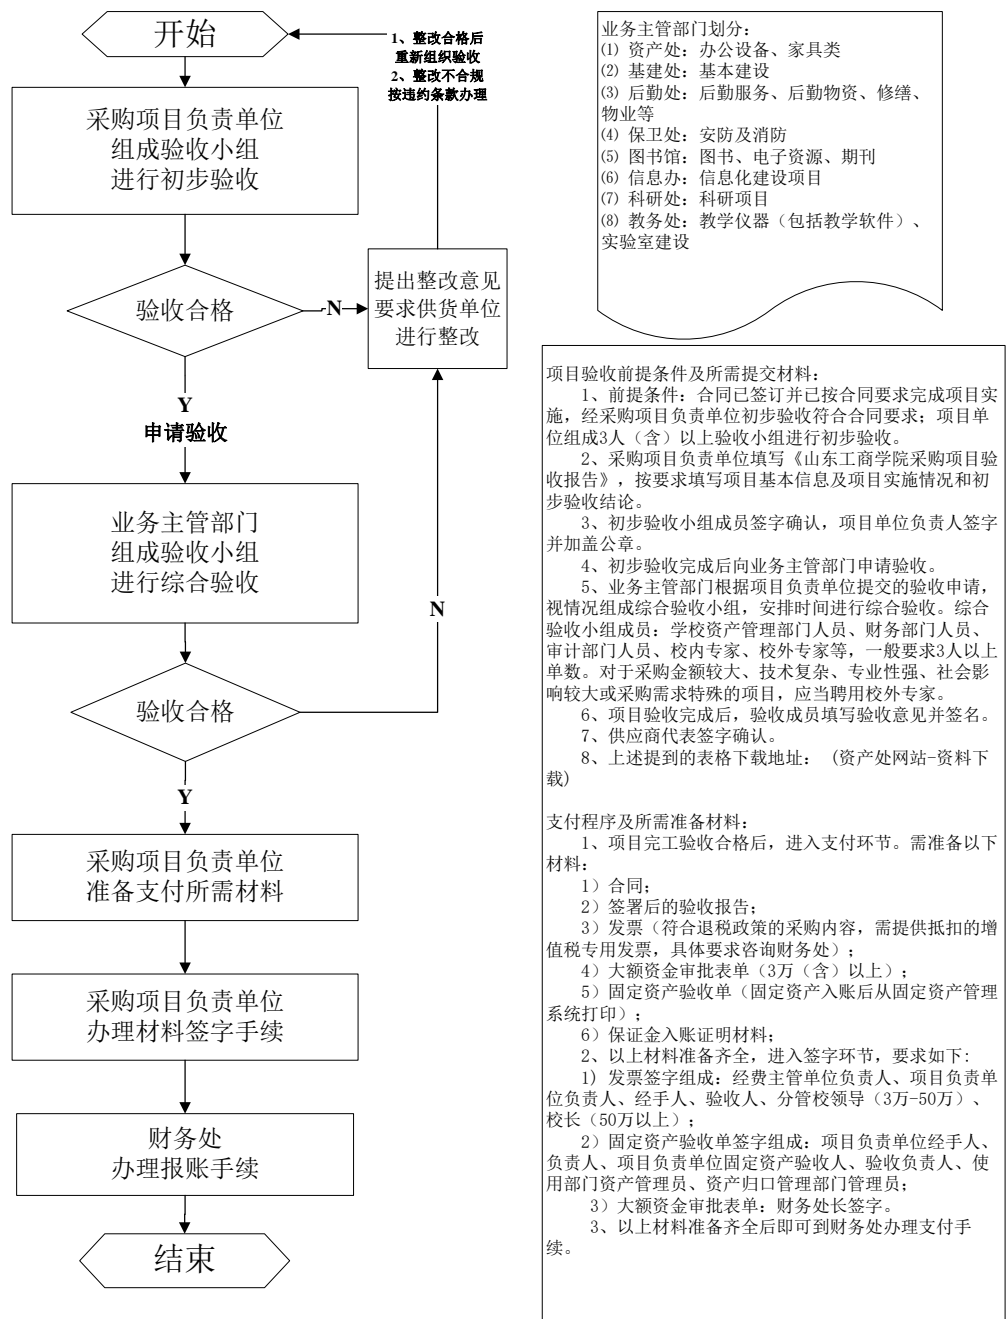 开始
1、整改合格后
重新组织验收
2、整改不合规
按违约条款办理
采购项目负责单位
组成验收小组
进行初步验收
验收合格
N
提出整改意见
要求供货单位
进行整改
Y
申请验收
业务主管部门
组成验收小组
进行综合验收
N
验收合格
Y
采购项目负责单位
准备支付所需材料
采购项目负责单位
办理材料签字手续
财务处
办理报账手续
结束
业务主管部门划分：
⑴ 资产处：办公设备、家具类
⑵ 基建处：基本建设
⑶ 后勤处：后勤服务、后勤物资、修缮、
物业等
⑷ 保卫处：安防及消防
⑸ 图书馆：图书、电子资源、期刊
⑹ 信息办：信息化建设项目
⑺ 科研处：科研项目
⑻ 教务处：教学仪器（包括教学软件）、
实验室建设
项目验收前提条件及所需提交材料：
1、前提条件：合同已签订并已按合同要求完成项目实
施，经采购项目负责单位初步验收符合合同要求；项目单
位组成3人（含）以上验收小组进行初步验收。
2、采购项目负责单位填写《山东工商学院采购项目验
收报告》，按要求填写项目基本信息及项目实施情况和初
步验收结论。
3、初步验收小组成员签字确认，项目单位负责人签字
并加盖公章。
4、初步验收完成后向业务主管部门申请验收。
5、业务主管部门根据项目负责单位提交的验收申请，
视情况组成综合验收小组，安排时间进行综合验收。综合
验收小组成员：学校资产管理部门人员、财务部门人员、
审计部门人员、校内专家、校外专家等，一般要求3人以上
单数。对于采购金额较大、技术复杂、专业性强、社会影
响较大或采购需求特殊的项目，应当聘用校外专家。
6、项目验收完成后，验收成员填写验收意见并签名。
7、供应商代表签字确认。
8、上述提到的表格下载地址： (资产处网站-资料下
载)
支付程序及所需准备材料：
1、项目完工验收合格后，进入支付环节。需准备以下
材料：
1）合同；
2）签署后的验收报告；
3）发票（符合退税政策的采购内容，需提供抵扣的增
值税专用发票，具体要求咨询财务处）；
4）大额资金审批表单（3万（含）以上）；
5）固定资产验收单（固定资产入账后从固定资产管理
系统打印）；
6）保证金入账证明材料；
2、以上材料准备齐全，进入签字环节，要求如下:
1) 发票签字组成：经费主管单位负责人、项目负责单
位负责人、经手人、验收人、分管校领导（3万-50万）、
校长（50万以上）；
2）固定资产验收单签字组成：项目负责单位经手人、
负责人、项目负责单位固定资产验收人、验收负责人、使
用部门资产管理员、资产归口管理部门管理员；
3）大额资金审批表单：财务处长签字。
3、以上材料准备齐全后即可到财务处办理支付手
续。